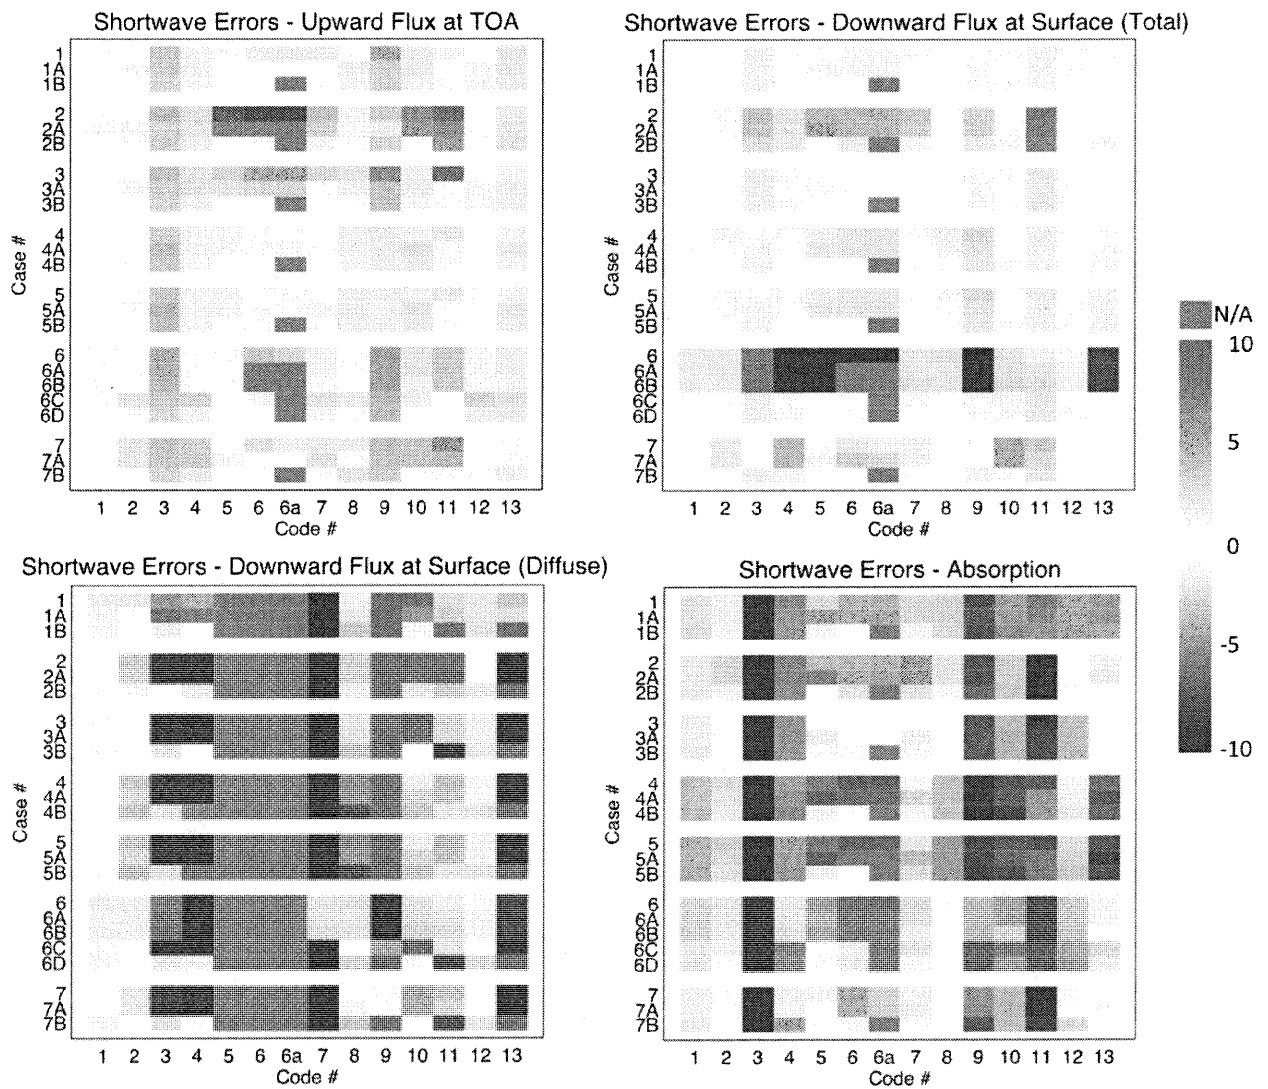 Shortwave Errors - Upward Flux at TOA
Case #
1
1A
1B
2
2A
2B
3
3A
3B
4
4A
4B
5
5A
5B
6
6A
6B
6C
6D
7
7A
7B
1 2 3 4 5 6 6a 7 8 9 10 11 12 13
Code #
Shortwave Errors - Downward Flux at Surface (Total)
Case #
1
1A
1B
2
2A
2B
3
3A
3B
4
4A
4B
5
5A
5B
6
6A
6B
6C
6D
7
7A
7B
1 2 3 4 5 6 6a 7 8 9 10 11 12 13
Code #
N/A
10
5
0
-5
-10
Shortwave Errors - Downward Flux at Surface (Diffuse)
Case #
1
1A
1B
2
2A
2B
3
3A
3B
4
4A
4B
5
5A
5B
6
6A
6B
6C
6D
7
7A
7B
1 2 3 4 5 6 6a 7 8 9 10 11 12 13
Code #
Shortwave Errors - Absorption
Case #
1
1A
1B
2
2A
2B
3
3A
3B
4
4A
4B
5
5A
5B
6
6A
6B
6C
6D
7
7A
7B
1 2 3 4 5 6 6a 7 8 9 10 11 12 13
Code #